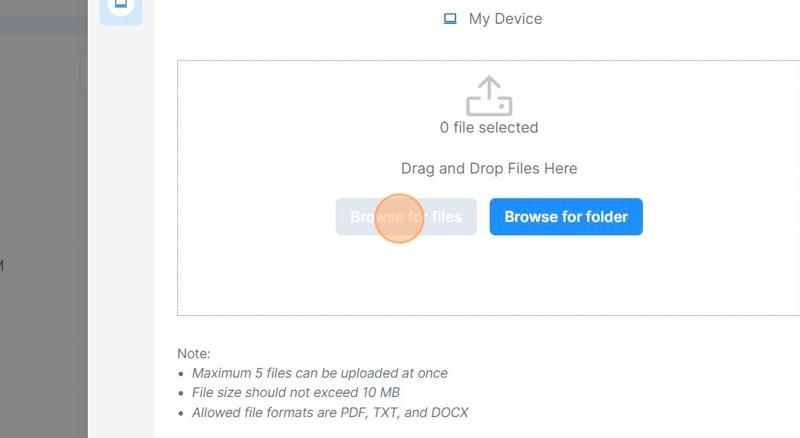 My Device
0 file selected
Drag and Drop Files Here
Browse for files
Browse for folder
M
Note:
• Maximum 5 files can be uploaded at once
• File size should not exceed 10 MB
• Allowed file formats are PDF, TXT, and DOCX